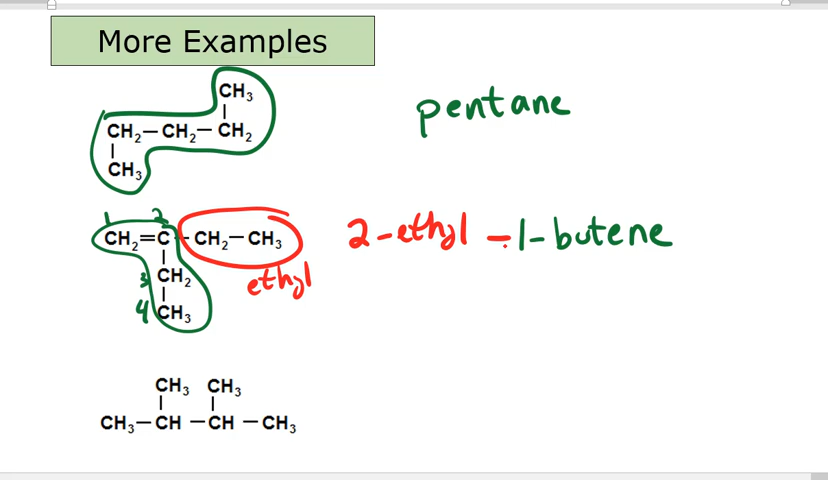 More Examples
CH₃
CH₂—CH₂—CH₂
CH₃
pentane
1 2
CH₂=C—CH₂—CH₃
2-ethyl-1-butene
3 CH₂
ethyl
4 CH₃
CH₃ CH₃
CH₃—CH—CH—CH₃